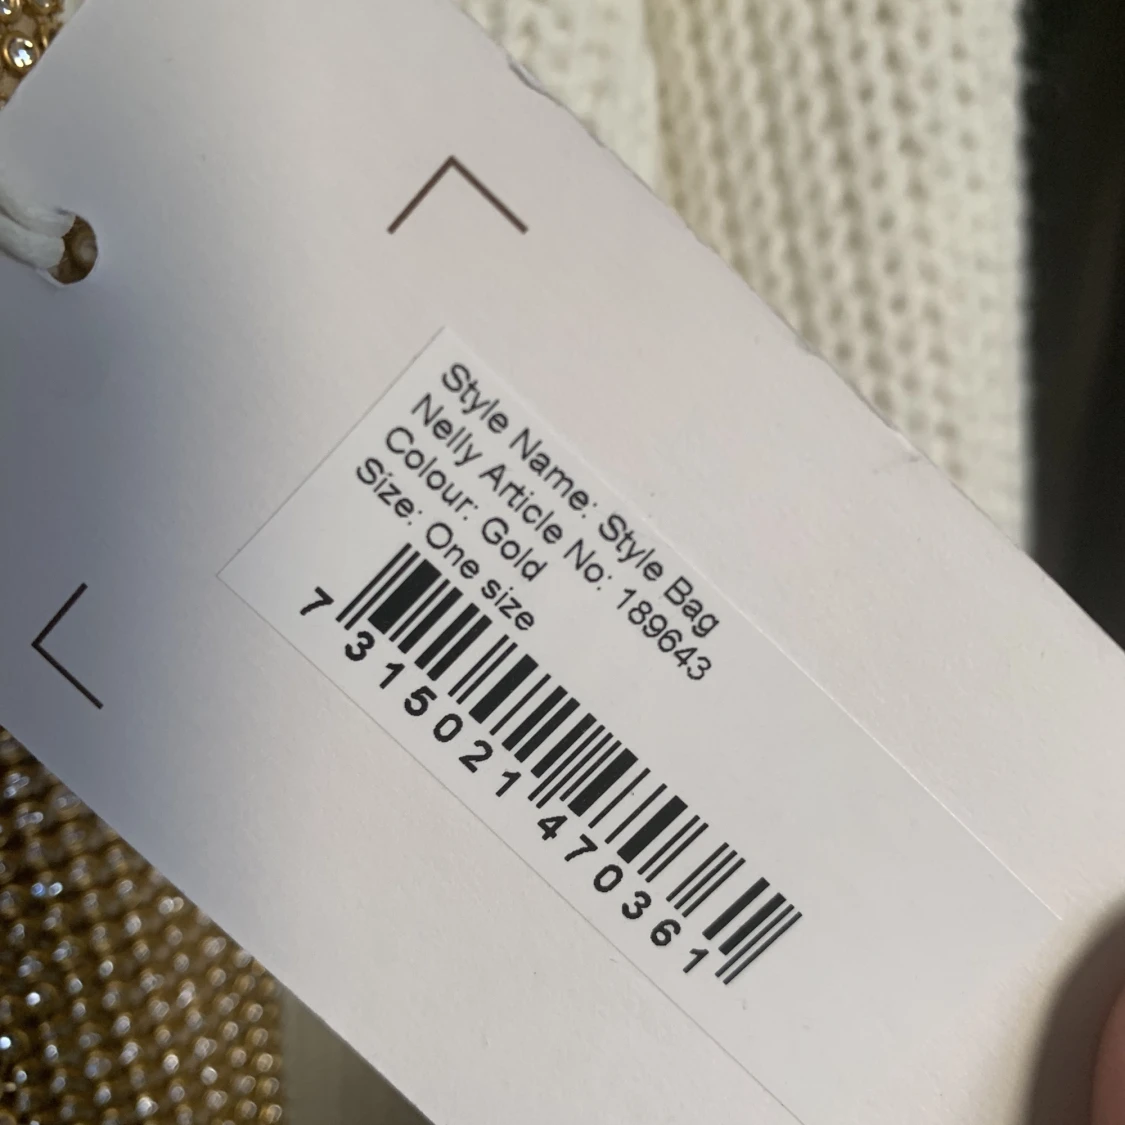 Style Name: Style Bag
Nelly Article No: 189643
Colour: Gold
Size: One size
7 315021 470361